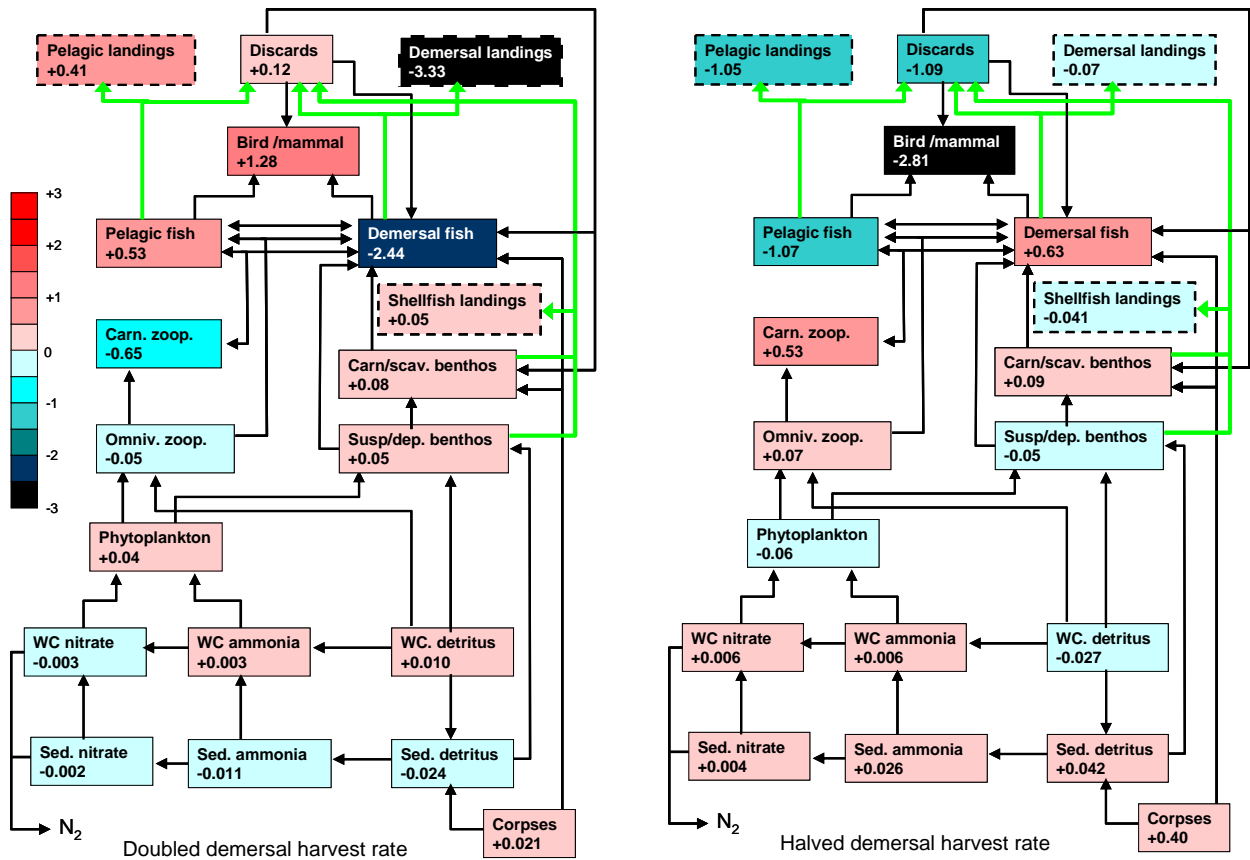 Pelagic landings
+0.41
Discards
+0.12
Demersal landings
-3.33
Bird /mammal
+1.28
+3
+2
+1
0
-1
-2
-3
Pelagic fish
+0.53
Demersal fish
-2.44
Shellfish landings
+0.05
Carn. zoop.
-0.65
Carn/scav. benthos
+0.08
Omniv. zoop.
-0.05
Susp/dep. benthos
+0.05
Phytoplankton
+0.04
WC nitrate
-0.003
WC ammonia
+0.003
WC. detritus
+0.010
Sed. nitrate
-0.002
Sed. ammonia
-0.011
Sed. detritus
-0.024
Corpses
+0.021
N2
Doubled demersal harvest rate
Pelagic landings
-1.05
Discards
-1.09
Demersal landings
-0.07
Bird /mammal
-2.81
Pelagic fish
-1.07
Demersal fish
+0.63
Shellfish landings
-0.041
Carn. zoop.
+0.53
Carn/scav. benthos
+0.09
Omniv. zoop.
+0.07
Susp/dep. benthos
-0.05
Phytoplankton
-0.06
WC nitrate
+0.006
WC ammonia
+0.006
WC. detritus
-0.027
Sed. nitrate
+0.004
Sed. ammonia
+0.026
Sed. detritus
+0.042
Corpses
+0.40
N2
Halved demersal harvest rate